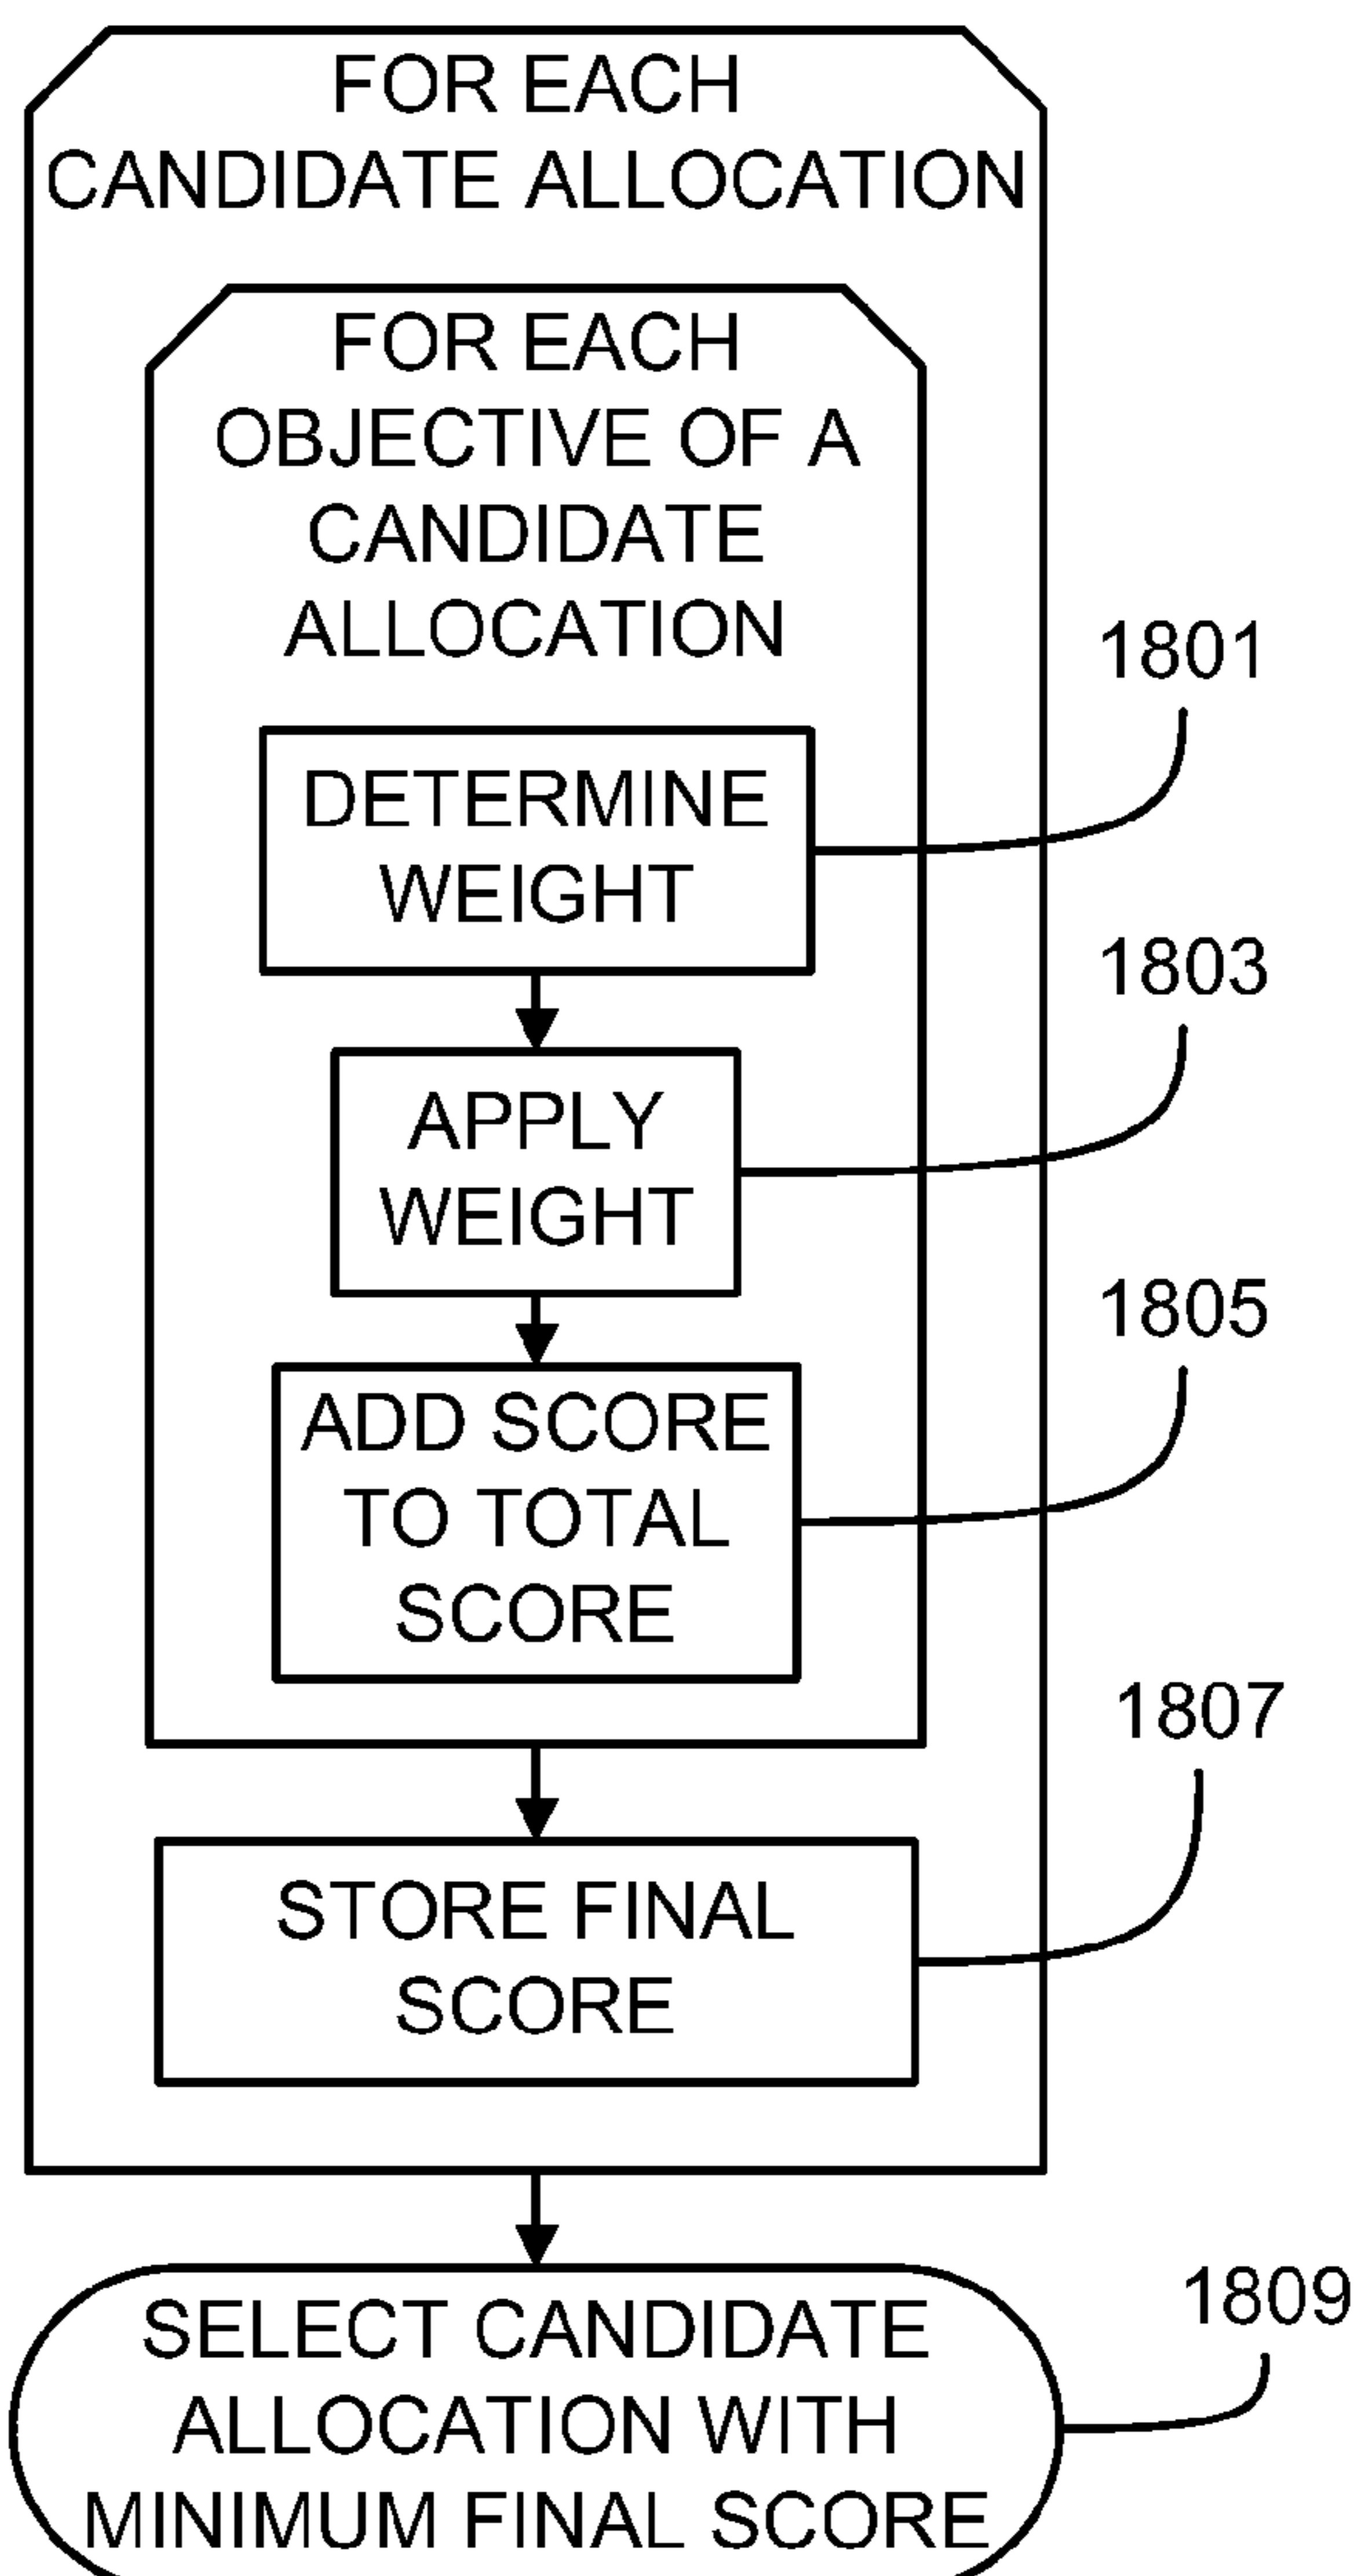 FOR EACH
CANDIDATE ALLOCATION
FOR EACH
OBJECTIVE OF A
CANDIDATE
ALLOCATION
1801
DETERMINE
WEIGHT
1803
APPLY
WEIGHT
1805
ADD SCORE
TO TOTAL
SCORE
1807
STORE FINAL
SCORE
1809
SELECT CANDIDATE
ALLOCATION WITH
MINIMUM FINAL SCORE